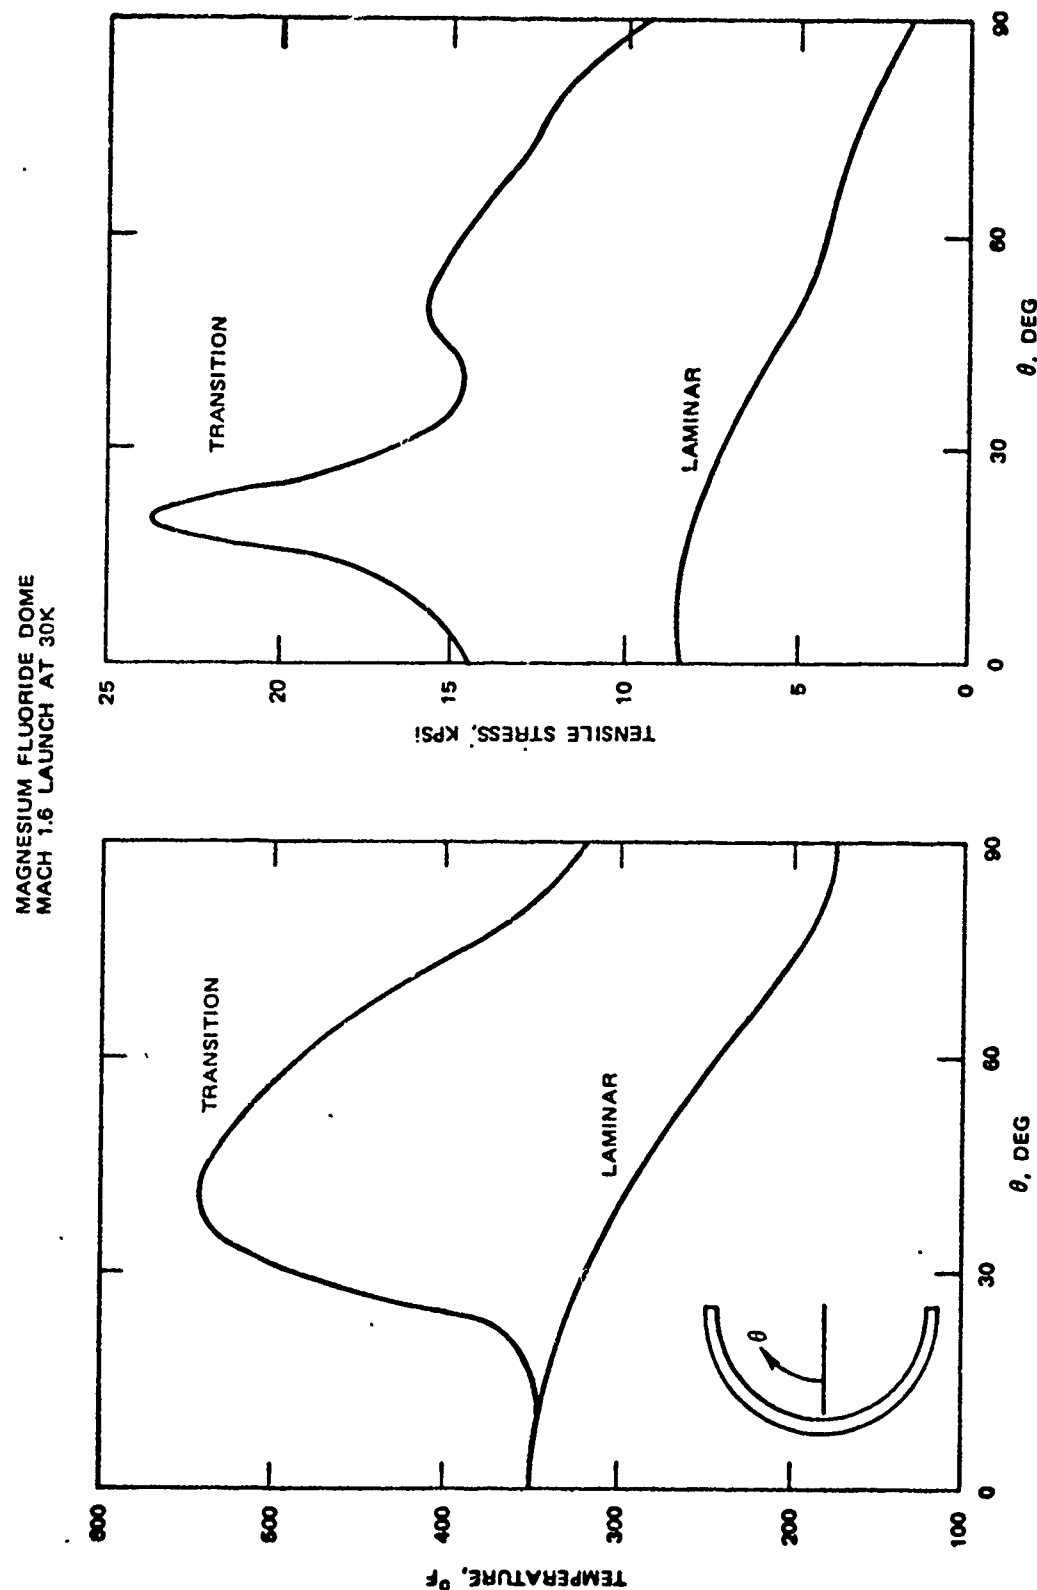 MAGNESIUM FLUORIDE DOME
MACH 1.6 LAUNCH AT 30K
TEMPERATURE, °F
600
500
400
300
200
100
TRANSITION
LAMINAR
θ
0
30
60
90
θ, DEG
TENSILE STRESS, KPSi
25
20
15
10
5
0
TRANSITION
LAMINAR
0
30
60
90
θ, DEG